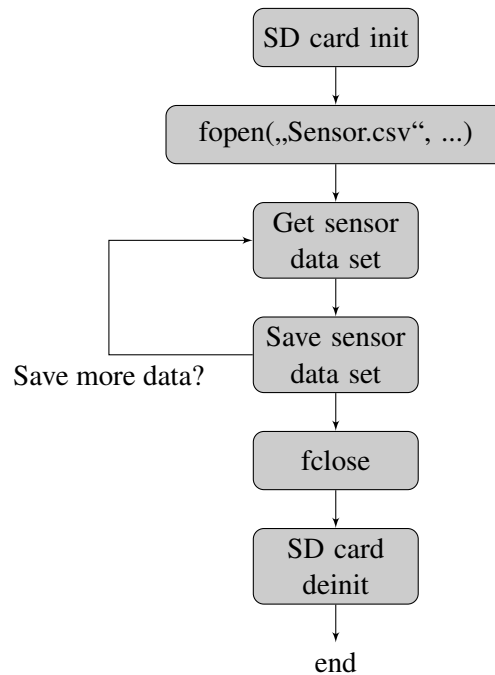 SD card init
fopen(„Sensor.csv“, ...)
Get sensor
data set
Save sensor
data set
Save more data?
fclose
SD card
deinit
end